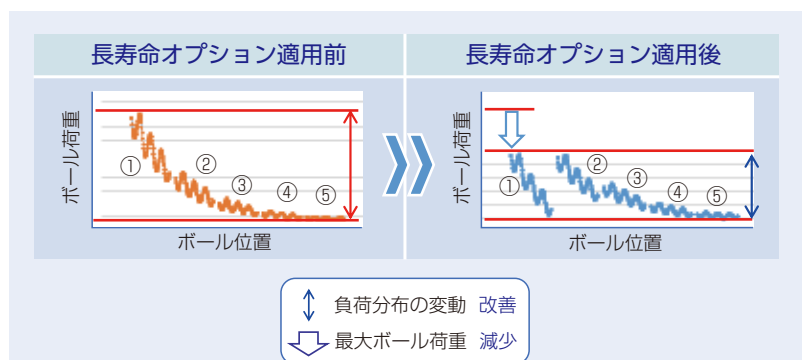 長寿命オプション適用前
長寿命オプション適用後
ボール荷重
①
②
③
④
⑤
ボール位置
ボール荷重
①
②
③
④
⑤
ボール位置
負荷分布の変動 改善
最大ボール荷重 減少